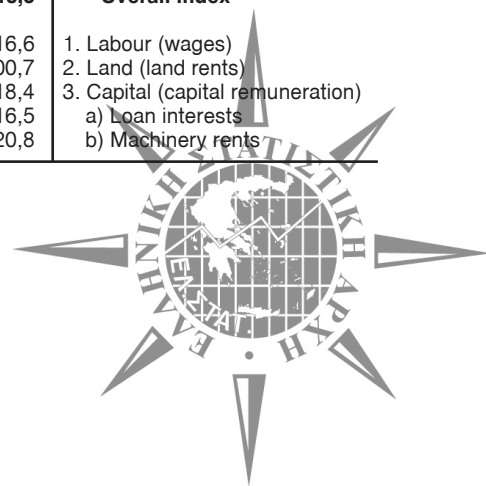 Overall Index
16,6 1. Labour (wages)
00,7 2. Land (land rents)
18,4 3. Capital (capital remuneration)
16,5 a) Loan interests
20,8 b) Machinery rents
ΕΛΛΗΝΙΚΗ ΣΤΑΤΙΣΤΙΚΗ ΑΡΧΗ
ΕΛΣΤΑΤ.